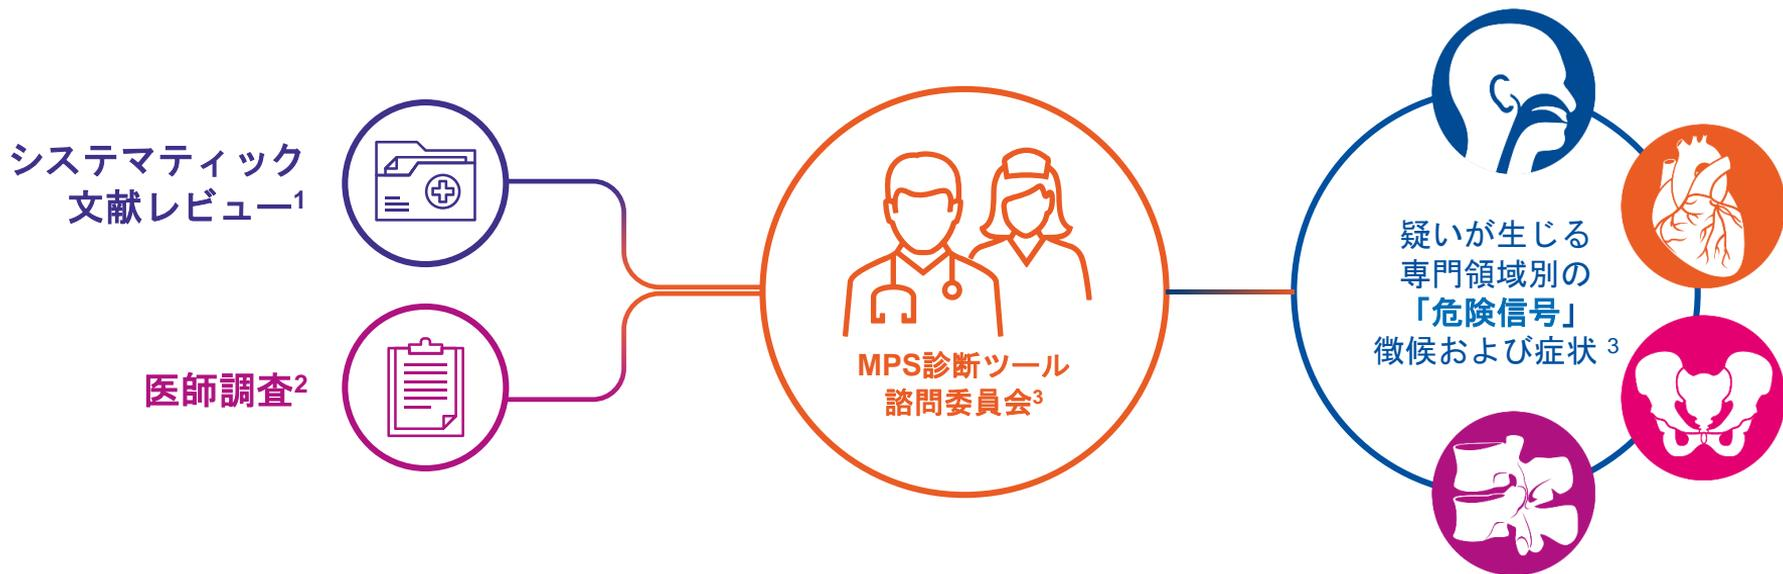 システマティック
文献レビュー1
医師調査2
MPS診断ツール
諮問委員会3
疑いが生じる
専門領域別の
「危険信号」
徴候および症状 3